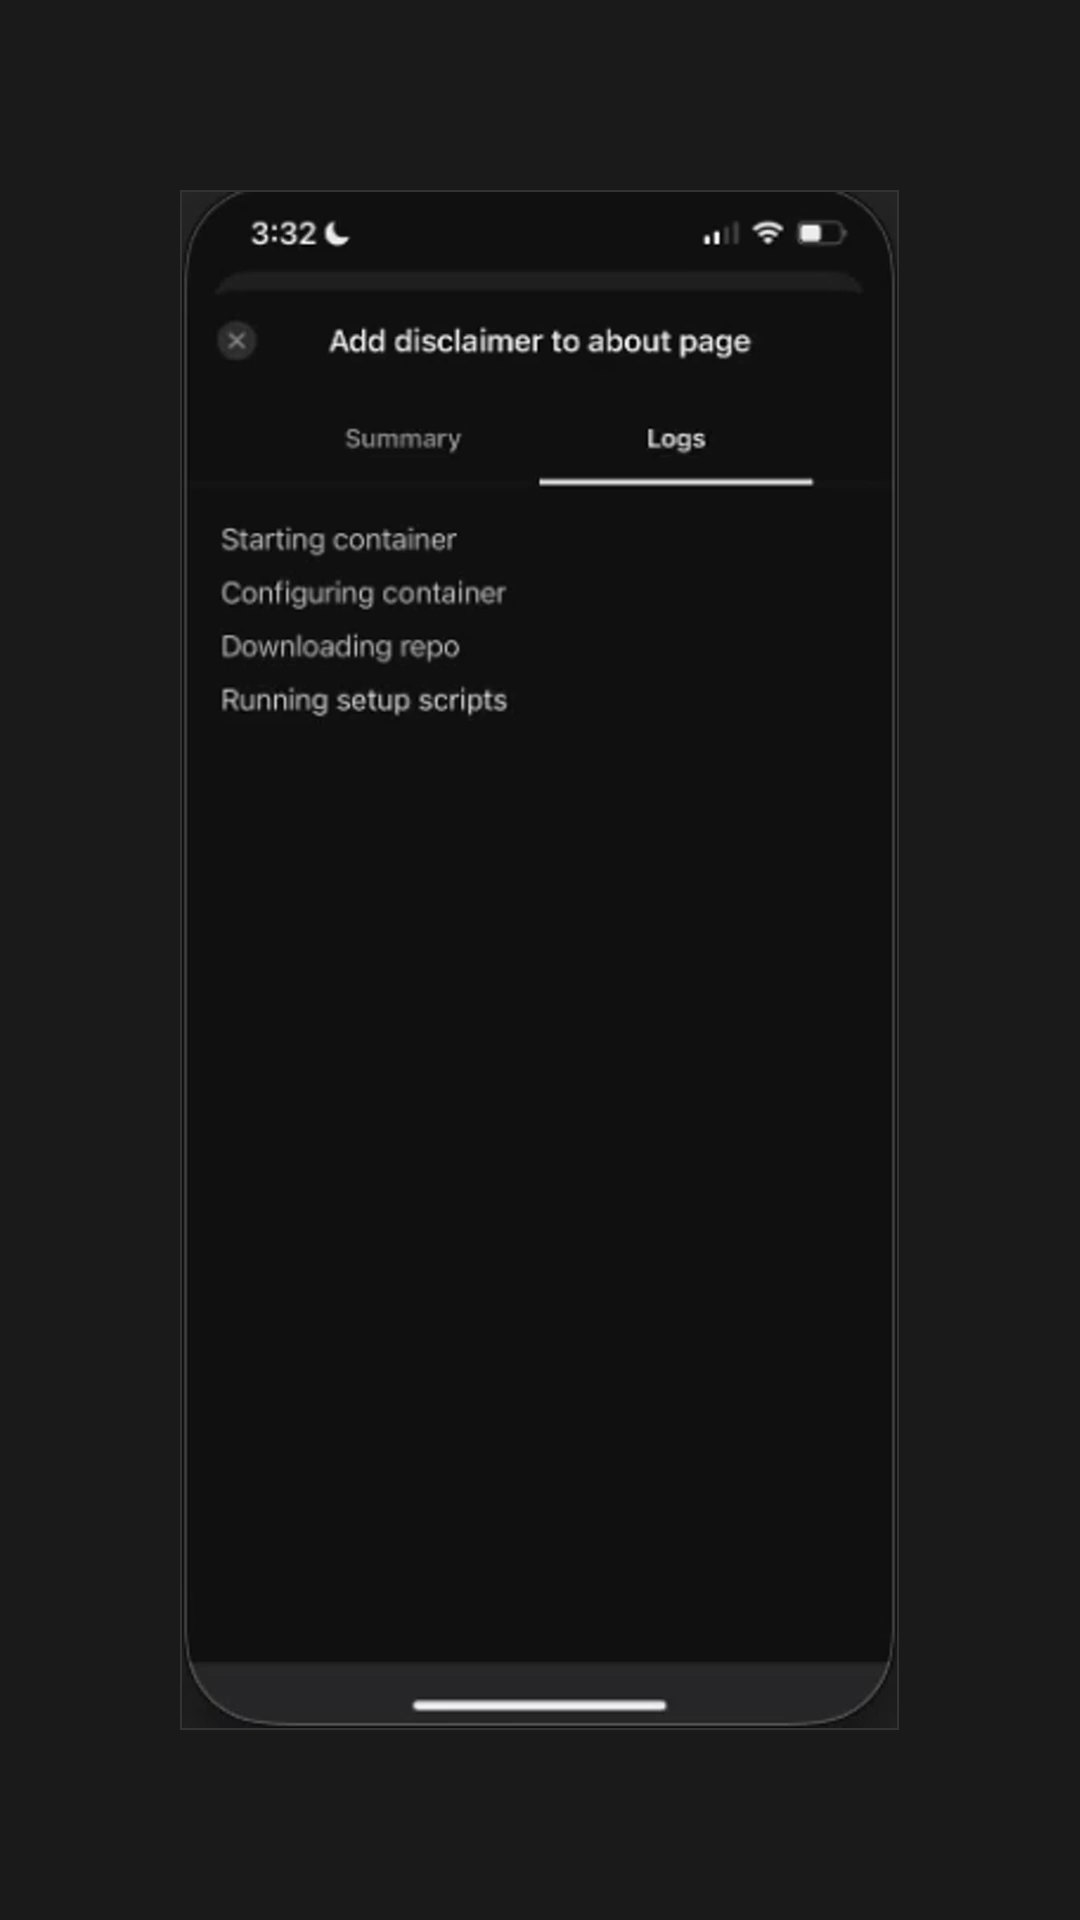 3:32
Add disclaimer to about page
Summary
Logs
Starting container
Configuring container
Downloading repo
Running setup scripts